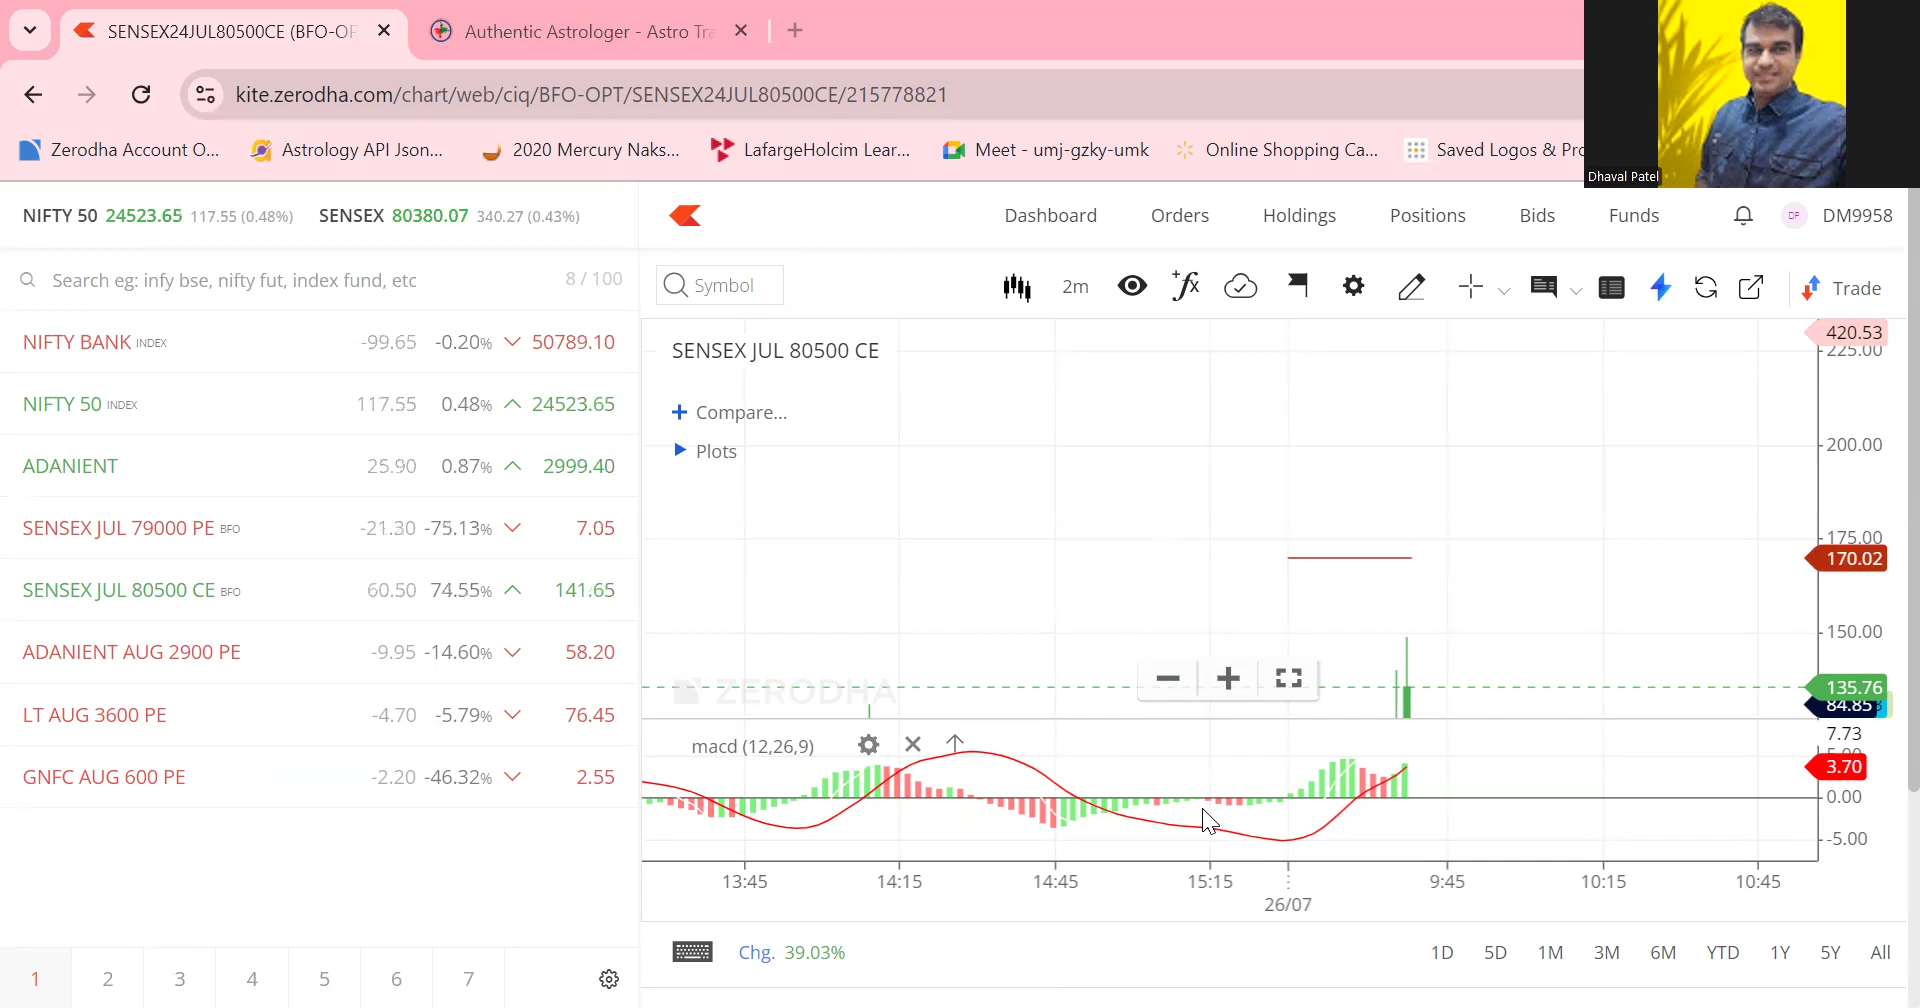 SENSEX24JUL80500CE (BFO-OP
Authentic Astrologer - Astro Tra
kite.zerodha.com/chart/web/ciq/BFO-OPT/SENSEX24JUL80500CE/215778821
Zerodha Account O...
Astrology API Json...
2020 Mercury Naks...
LafargeHolcim Lear...
Meet - umj-gzky-umk
Online Shopping Ca...
Saved Logos & Pro
Dhaval Patel
NIFTY 50 24523.65 117.55 (0.48%) SENSEX 80380.07 340.27 (0.43%)
Dashboard Orders Holdings Positions Bids Funds DP DM9958
Search eg: infy bse, nifty fut, index fund, etc 8 / 100
Symbol 2m Trade
NIFTY BANK INDEX -99.65 -0.20% 50789.10
NIFTY 50 INDEX 117.55 0.48% 24523.65
ADANIENT 25.90 0.87% 2999.40
SENSEX JUL 79000 PE BFO -21.30 -75.13% 7.05
SENSEX JUL 80500 CE BFO 60.50 74.55% 141.65
ADANIENT AUG 2900 PE -9.95 -14.60% 58.20
LT AUG 3600 PE -4.70 -5.79% 76.45
GNFC AUG 600 PE -2.20 -46.32% 2.55
1 2 3 4 5 6 7
SENSEX JUL 80500 CE
Compare...
Plots
ZERODHA
420.53
225.00
200.00
175.00
170.02
150.00
135.76
84.85
macd (12,26,9)
7.73
5.00
3.70
0.00
-5.00
13:45 14:15 14:45 15:15 9:45 10:15 10:45
26/07
Chg. 39.03% 1D 5D 1M 3M 6M YTD 1Y 5Y All